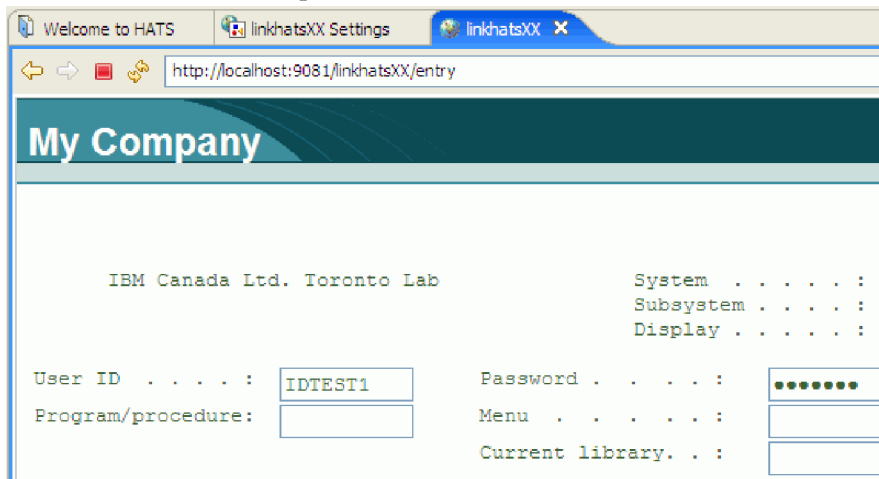 Welcome to HATS linkhatsXX Settings linkhatsXX
http://localhost:9081/linkhatsXX/entry
My Company
IBM Canada Ltd. Toronto Lab System . . . . . :
Subsystem . . . . :
Display . . . . . :
User ID . . . . : IDTEST1 Password . . . . : •••••••
Program/procedure: Menu . . . . . :
Current library. . :